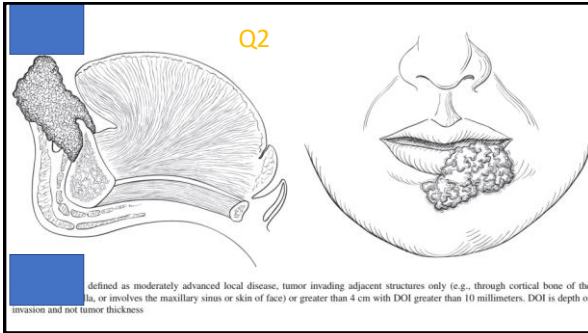 Q2
defined as moderately advanced local disease, tumor invading adjacent structures only (e.g., through cortical bone of the
lla, or involves the maxillary sinus or skin of face) or greater than 4 cm with DOI greater than 10 millimeters. DOI is depth of
invasion and not tumor thickness